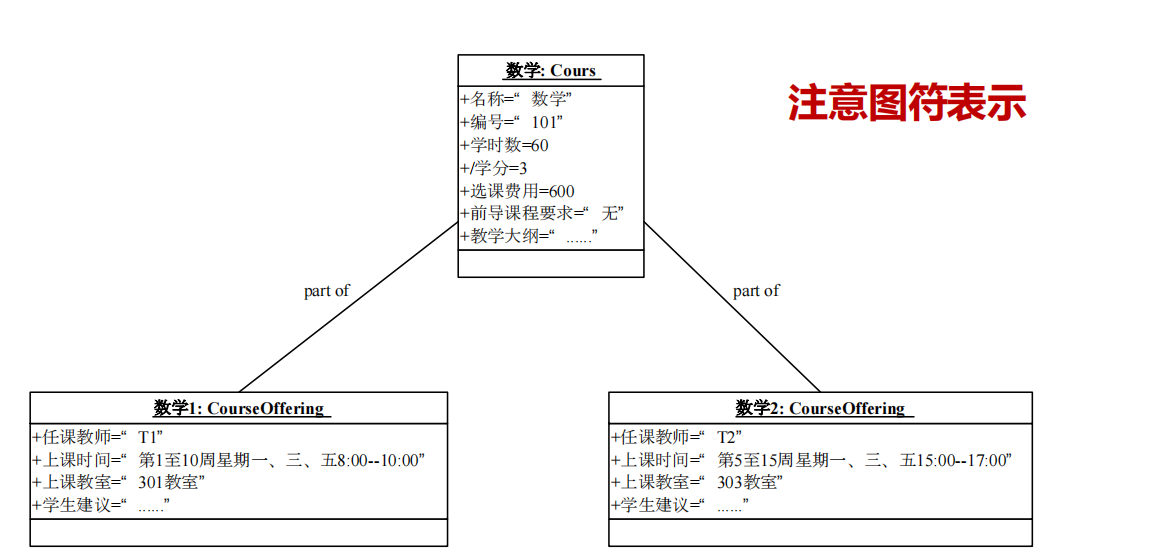 数学: Cours
注意图符表示
+名称=“ 数学”
+编号=“ 101”
+学时数=60
+/学分=3
+选课费用=600
+前导课程要求=“ 无”
+教学大纲=“ ......”
part of
part of
数学1: CourseOffering
+任课教师=“ T1”
+上课时间=“ 第1至10周星期一、三、五8:00--10:00”
+上课教室=“ 301教室”
+学生建议=“ ......”
数学2: CourseOffering
+任课教师=“ T2”
+上课时间=“ 第5至15周星期一、三、五15:00--17:00”
+上课教室=“ 303教室”
+学生建议=“ ......”